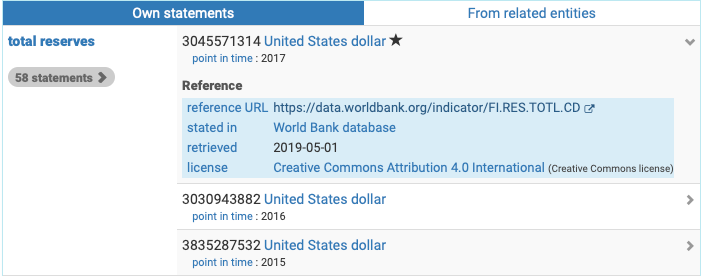 Own statements
From related entities
total reserves
58 statements
3045571314 United States dollar ★
point in time : 2017
Reference
reference URL https://data.worldbank.org/indicator/FI.RES.TOTL.CD
stated in World Bank database
retrieved 2019-05-01
license Creative Commons Attribution 4.0 International (Creative Commons license)
3030943882 United States dollar
point in time : 2016
3835287532 United States dollar
point in time : 2015